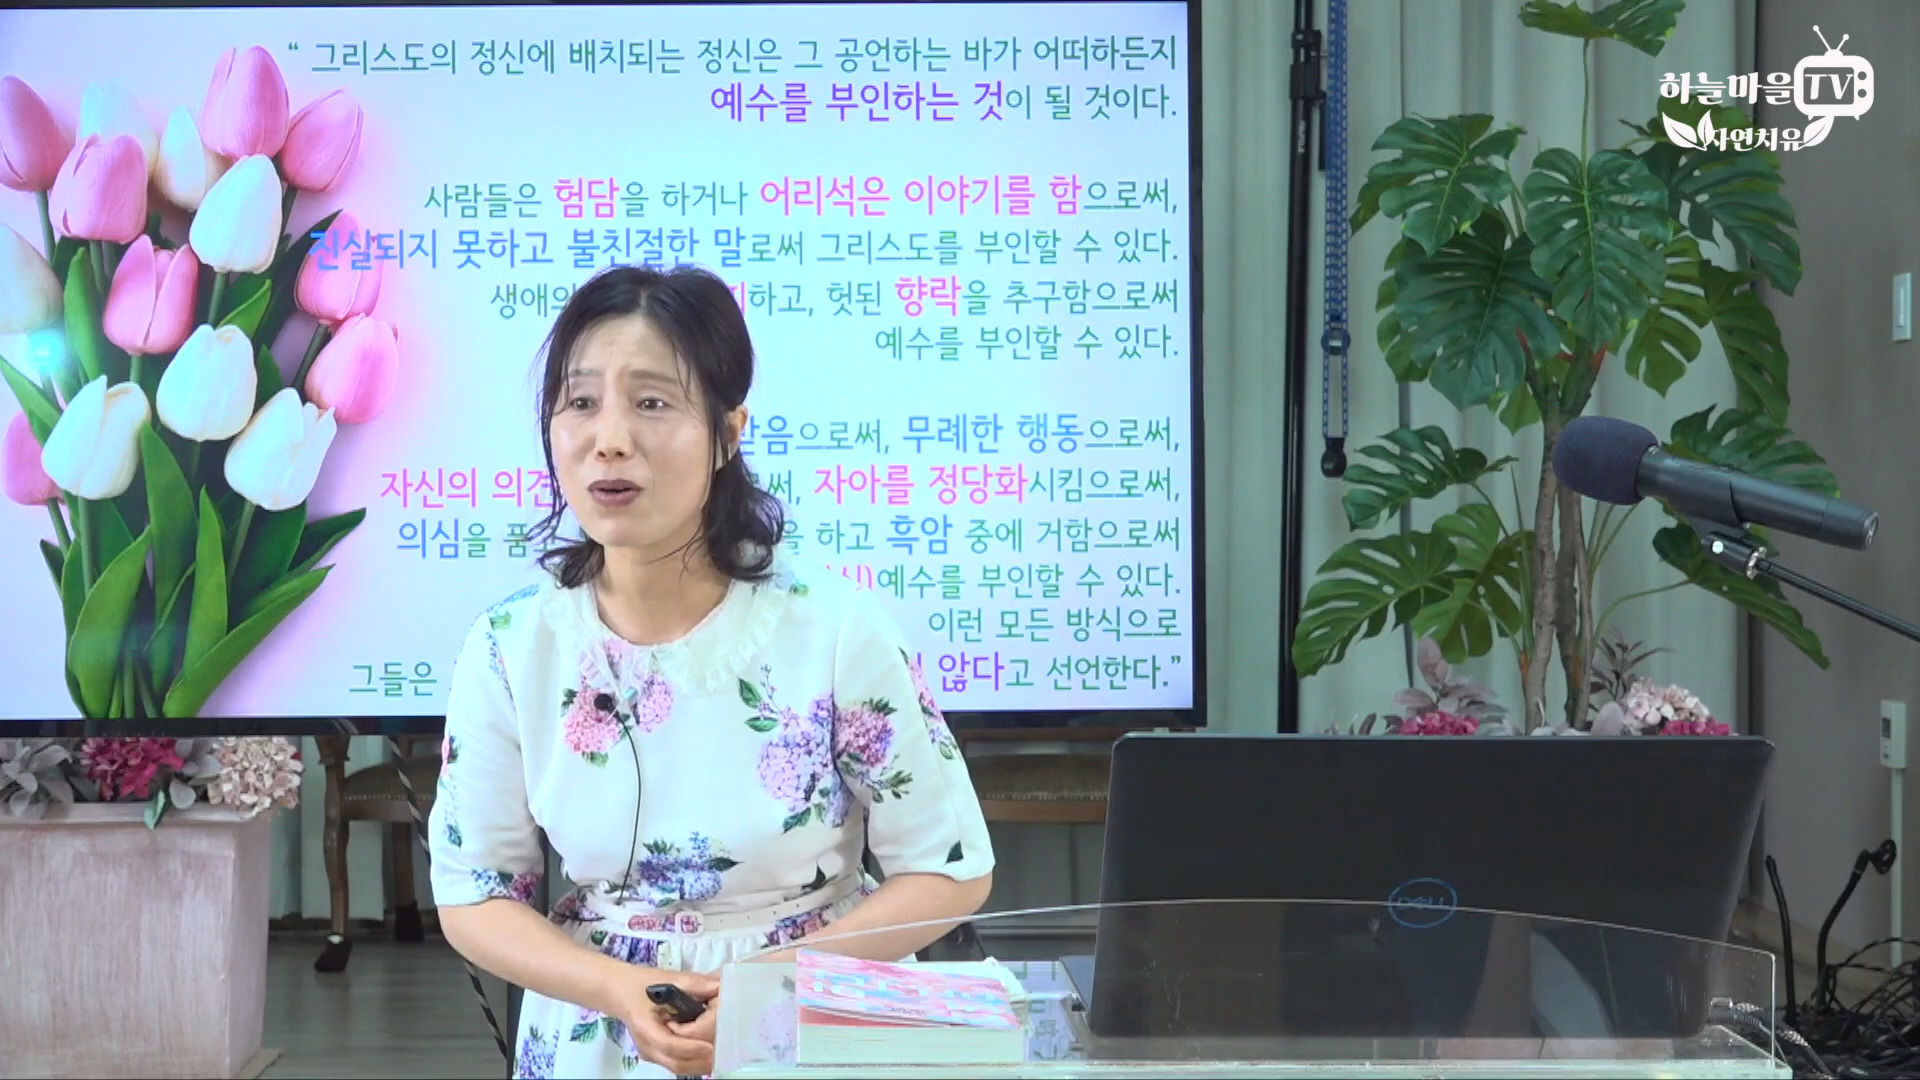 “ 그리스도의 정신에 배치되는 정신은 그 공언하는 바가 어떠하든지
예수를 부인하는 것이 될 것이다.
사람들은 험담을 하거나 어리석은 이야기를 함으로써,
진실되지 못하고 불친절한 말로써 그리스도를 부인할 수 있다.
생애의 하고, 헛된 향락을 추구함으로써
예수를 부인할 수 있다.
받음으로써, 무례한 행동으로써,
자신의 의견 써, 자아를 정당화시킴으로써,
의심을 품고 을 하고 흑암 중에 거함으로써
예수를 부인할 수 있다.
이런 모든 방식으로
그들은 않다고 선언한다.”
하늘마을 TV
자연치유
DELL